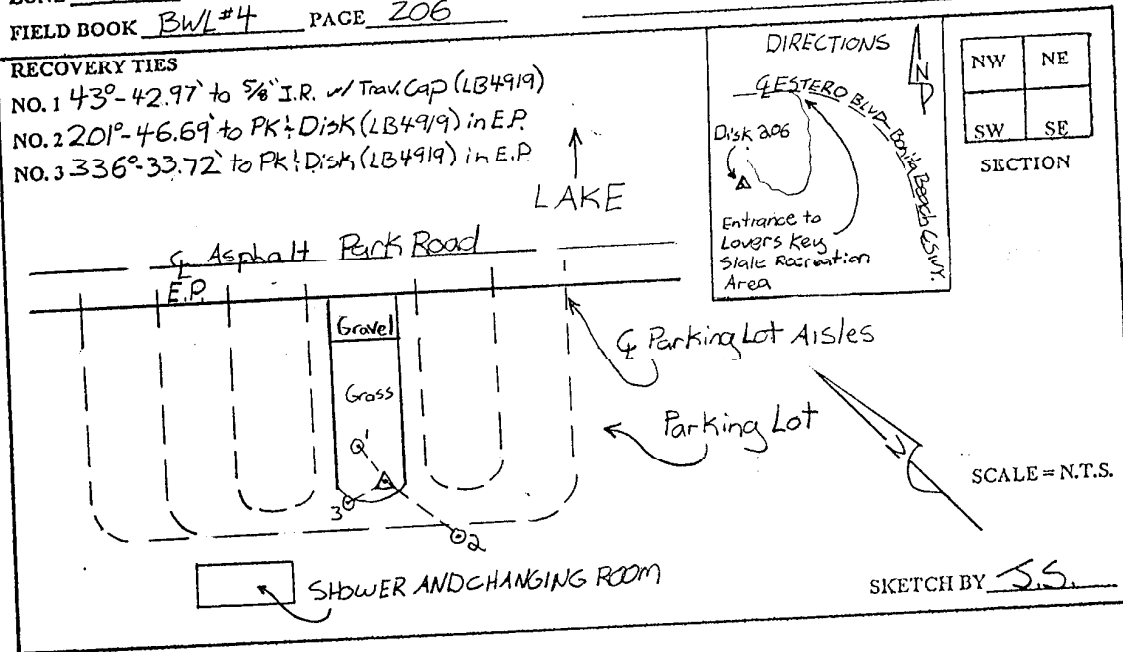 FIELD BOOK BWL #4 PAGE 206
RECOVERY TIES
NO. 1 43°-42.97' to 5/8" I.R. w/ Trav. Cap (LB4919)
NO. 2 201°-46.69' to PK & Disk (LB4919) in E.P.
NO. 3 336°-33.72' to PK & Disk (LB4919) in E.P.
LAKE
DIRECTIONS
N
℄ ESTERO BLVD - Bonita Beach CSWY.
Disk 206
Entrance to
Lovers Key
State Recreation
Area
NW NE
SW SE
SECTION
℄ Asphalt Park Road
E.P.
Gravel
Grass
1
3
2
℄ Parking Lot Aisles
Parking Lot
N
SCALE = N.T.S.
SHOWER AND CHANGING ROOM
SKETCH BY J.S.